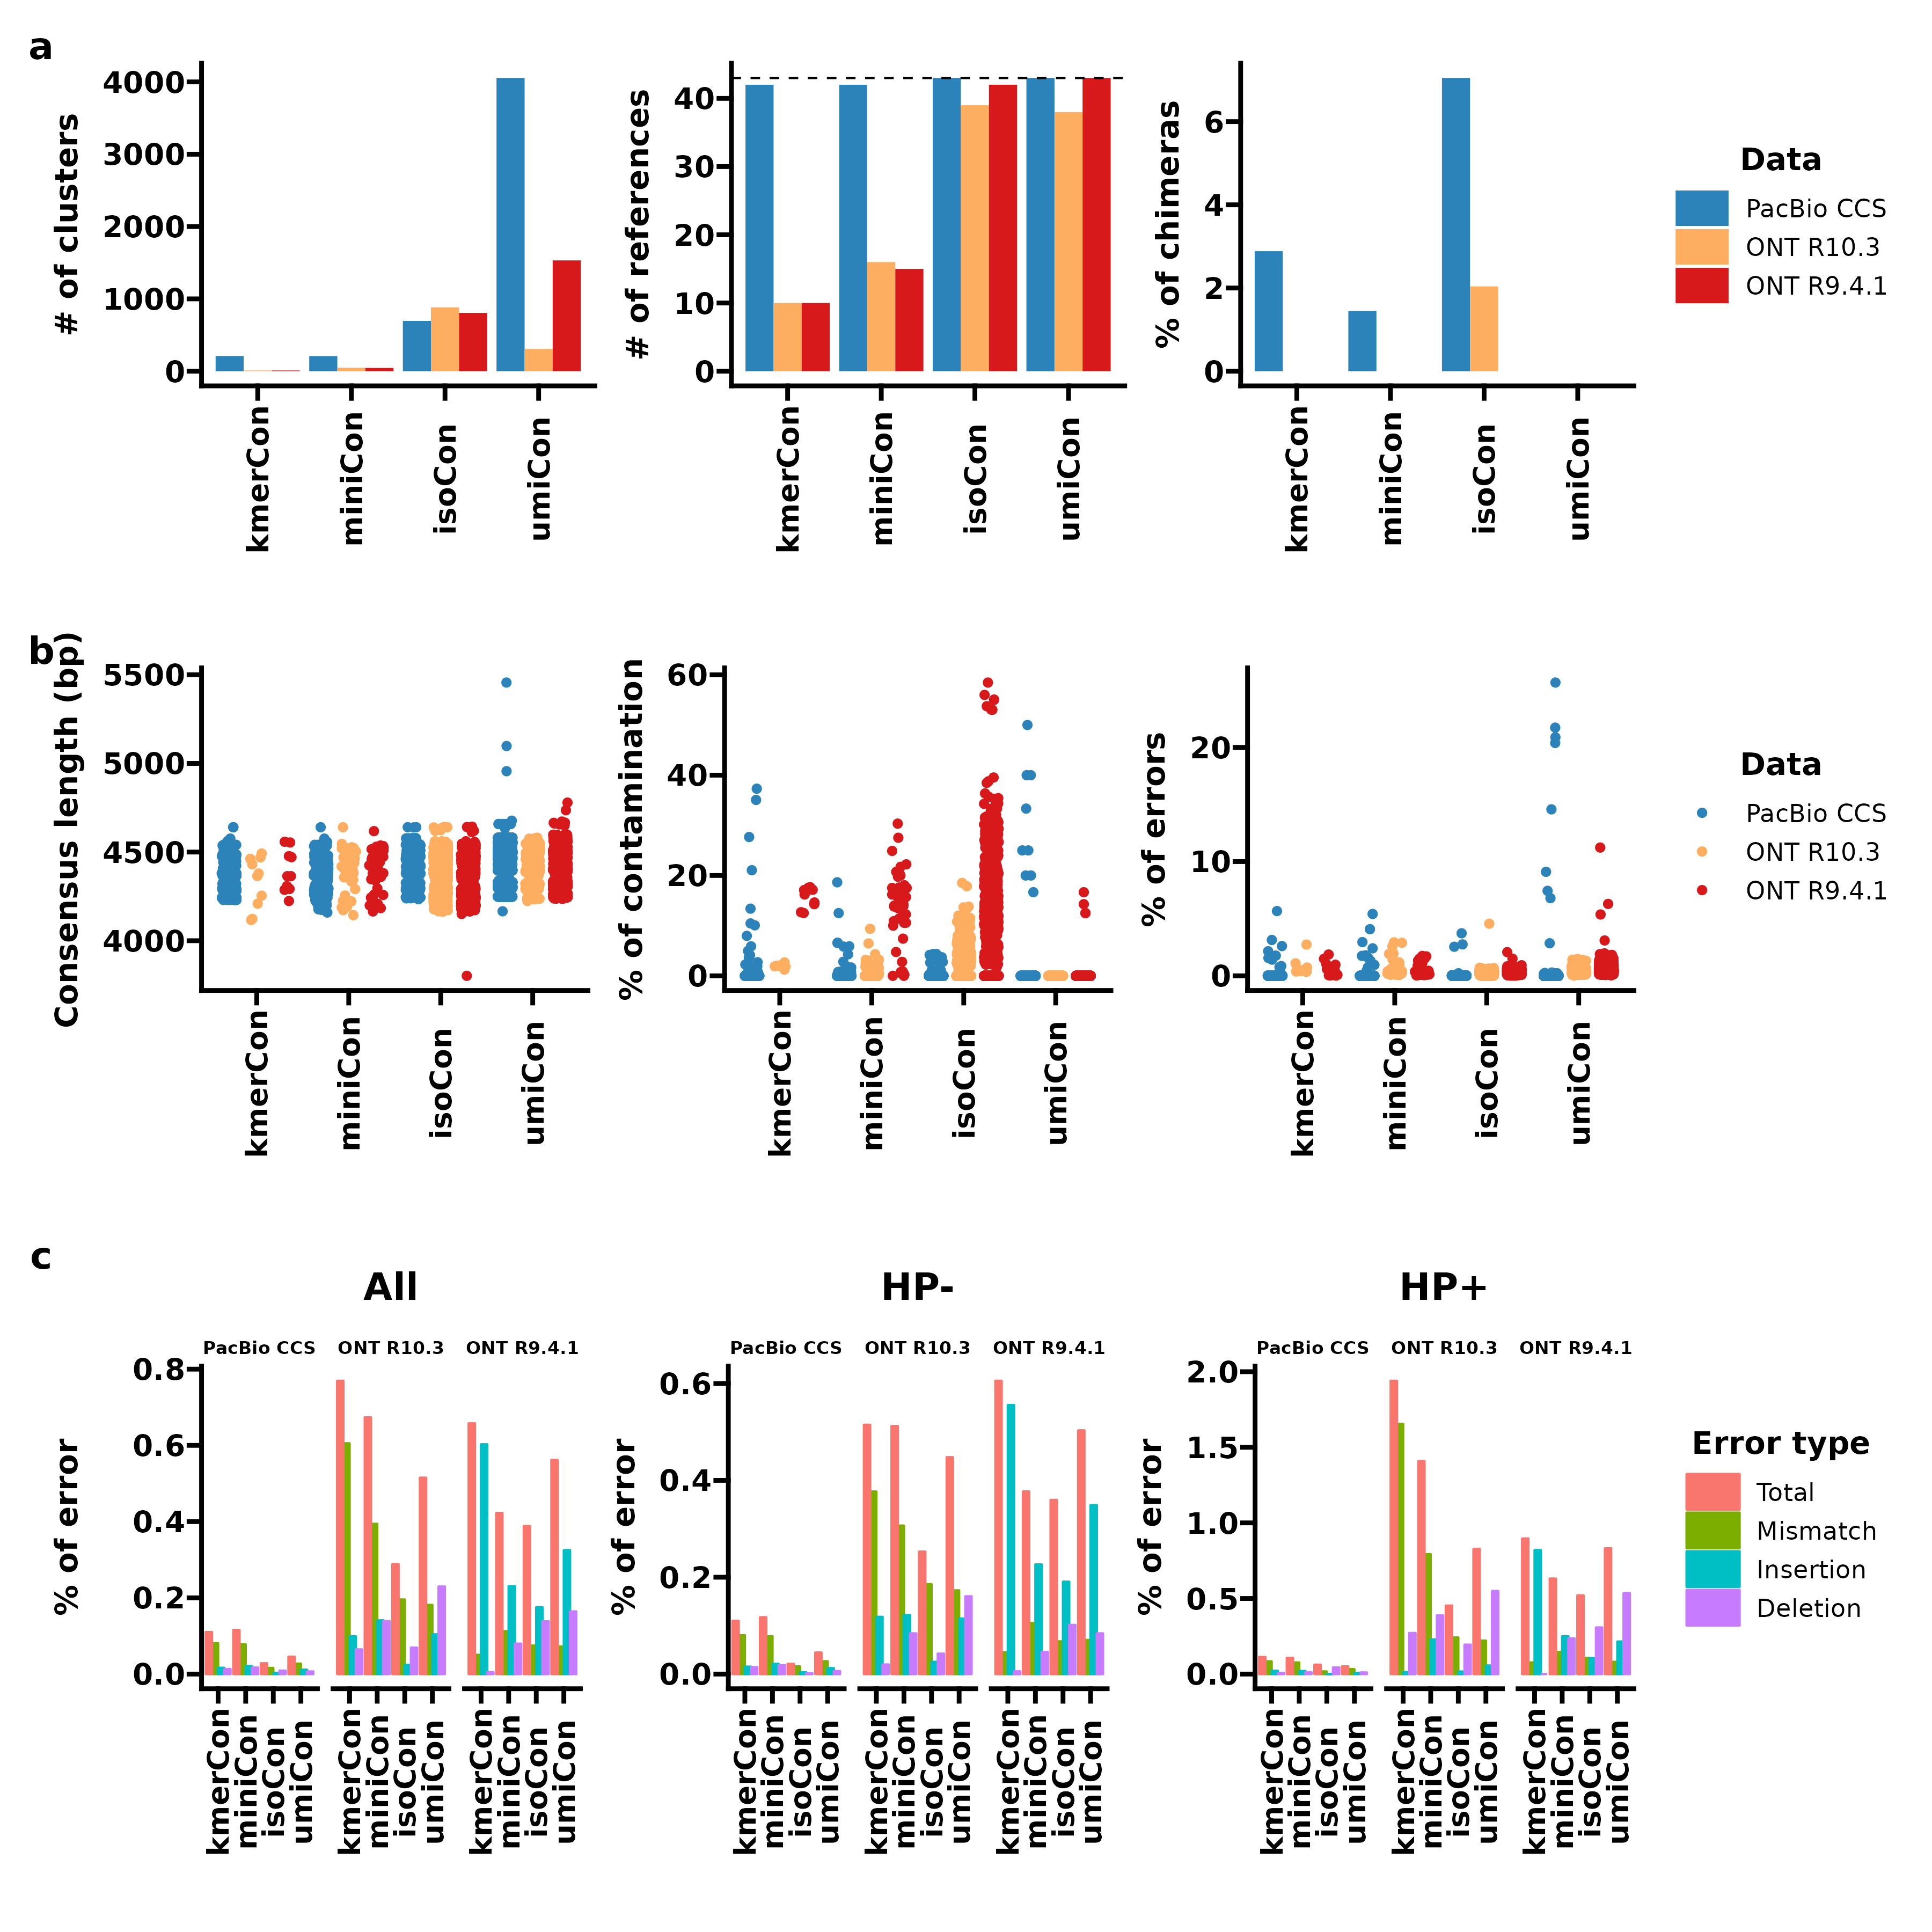 a
# of clusters
4000
3000
2000
1000
0
kmerCon
miniCon
isoCon
umiCon
# of references
40
30
20
10
0
kmerCon
miniCon
isoCon
umiCon
% of chimeras
6
4
2
0
kmerCon
miniCon
isoCon
umiCon
Data
PacBio CCS
ONT R10.3
ONT R9.4.1
b
Consensus length (bp)
5500
5000
4500
4000
kmerCon
miniCon
isoCon
umiCon
% of contamination
60
40
20
0
kmerCon
miniCon
isoCon
umiCon
% of errors
20
10
0
kmerCon
miniCon
isoCon
umiCon
Data
PacBio CCS
ONT R10.3
ONT R9.4.1
c
All
PacBio CCS ONT R10.3 ONT R9.4.1
% of error
0.8
0.6
0.4
0.2
0.0
kmerCon
miniCon
isoCon
umiCon
kmerCon
miniCon
isoCon
umiCon
kmerCon
miniCon
isoCon
umiCon
HP-
PacBio CCS ONT R10.3 ONT R9.4.1
% of error
0.6
0.4
0.2
0.0
kmerCon
miniCon
isoCon
umiCon
kmerCon
miniCon
isoCon
umiCon
kmerCon
miniCon
isoCon
umiCon
HP+
PacBio CCS ONT R10.3 ONT R9.4.1
% of error
2.0
1.5
1.0
0.5
0.0
kmerCon
miniCon
isoCon
umiCon
kmerCon
miniCon
isoCon
umiCon
kmerCon
miniCon
isoCon
umiCon
Error type
Total
Mismatch
Insertion
Deletion